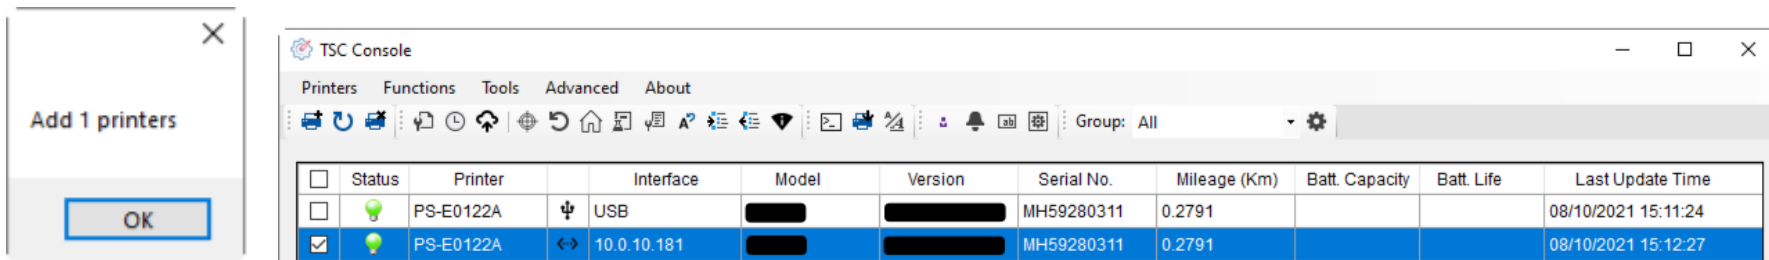 Add 1 printers
OK
TSC Console
Printers Functions Tools Advanced About
Group: All
Status Printer Interface Model Version Serial No. Mileage (Km) Batt. Capacity Batt. Life Last Update Time
PS-E0122A USB MH59280311 0.2791 08/10/2021 15:11:24
PS-E0122A 10.0.10.181 MH59280311 0.2791 08/10/2021 15:12:27